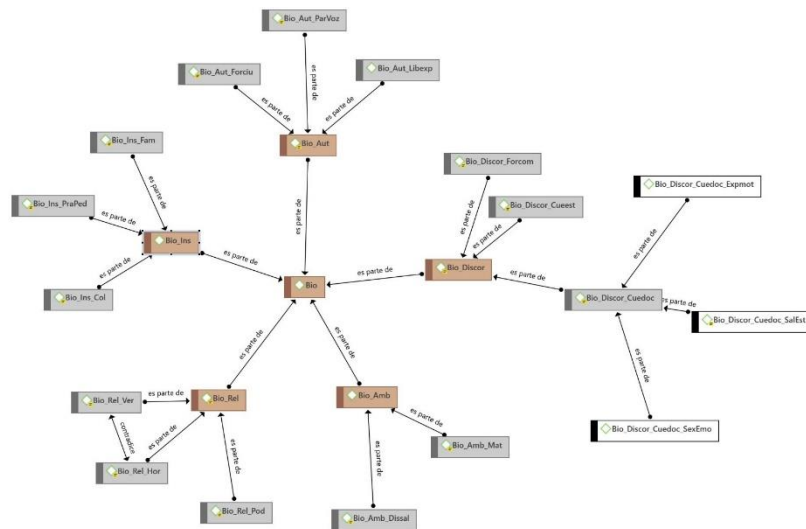 Bio_Aut_ParVoz
Bio_Aut_Forciu
Bio_Aut_Libexp
es parte de
es parte de
es parte de
Bio_Aut
Bio_Ins_Fam
es parte de
Bio_Ins_PraPed
es parte de
Bio_Ins
Bio_Ins_Col
es parte de
es parte de
es parte de
Bio
Bio_Discor_Forcom
es parte de
Bio_Discor_Cueest
es parte de
Bio_Discor
es parte de
es parte de
Bio_Discor_Cuedoc_Expmot
es parte de
Bio_Discor_Cuedoc
es parte de
Bio_Discor_Cuedoc_SalEst
es parte de
Bio_Discor_Cuedoc_SexEmo
es parte de
es parte de
Bio_Rel_Ver
es parte de
Bio_Rel
contradice
es parte de
Bio_Rel_Hor
es parte de
Bio_Rel_Pod
Bio_Amb
es parte de
Bio_Amb_Mat
es parte de
Bio_Amb_Dissal